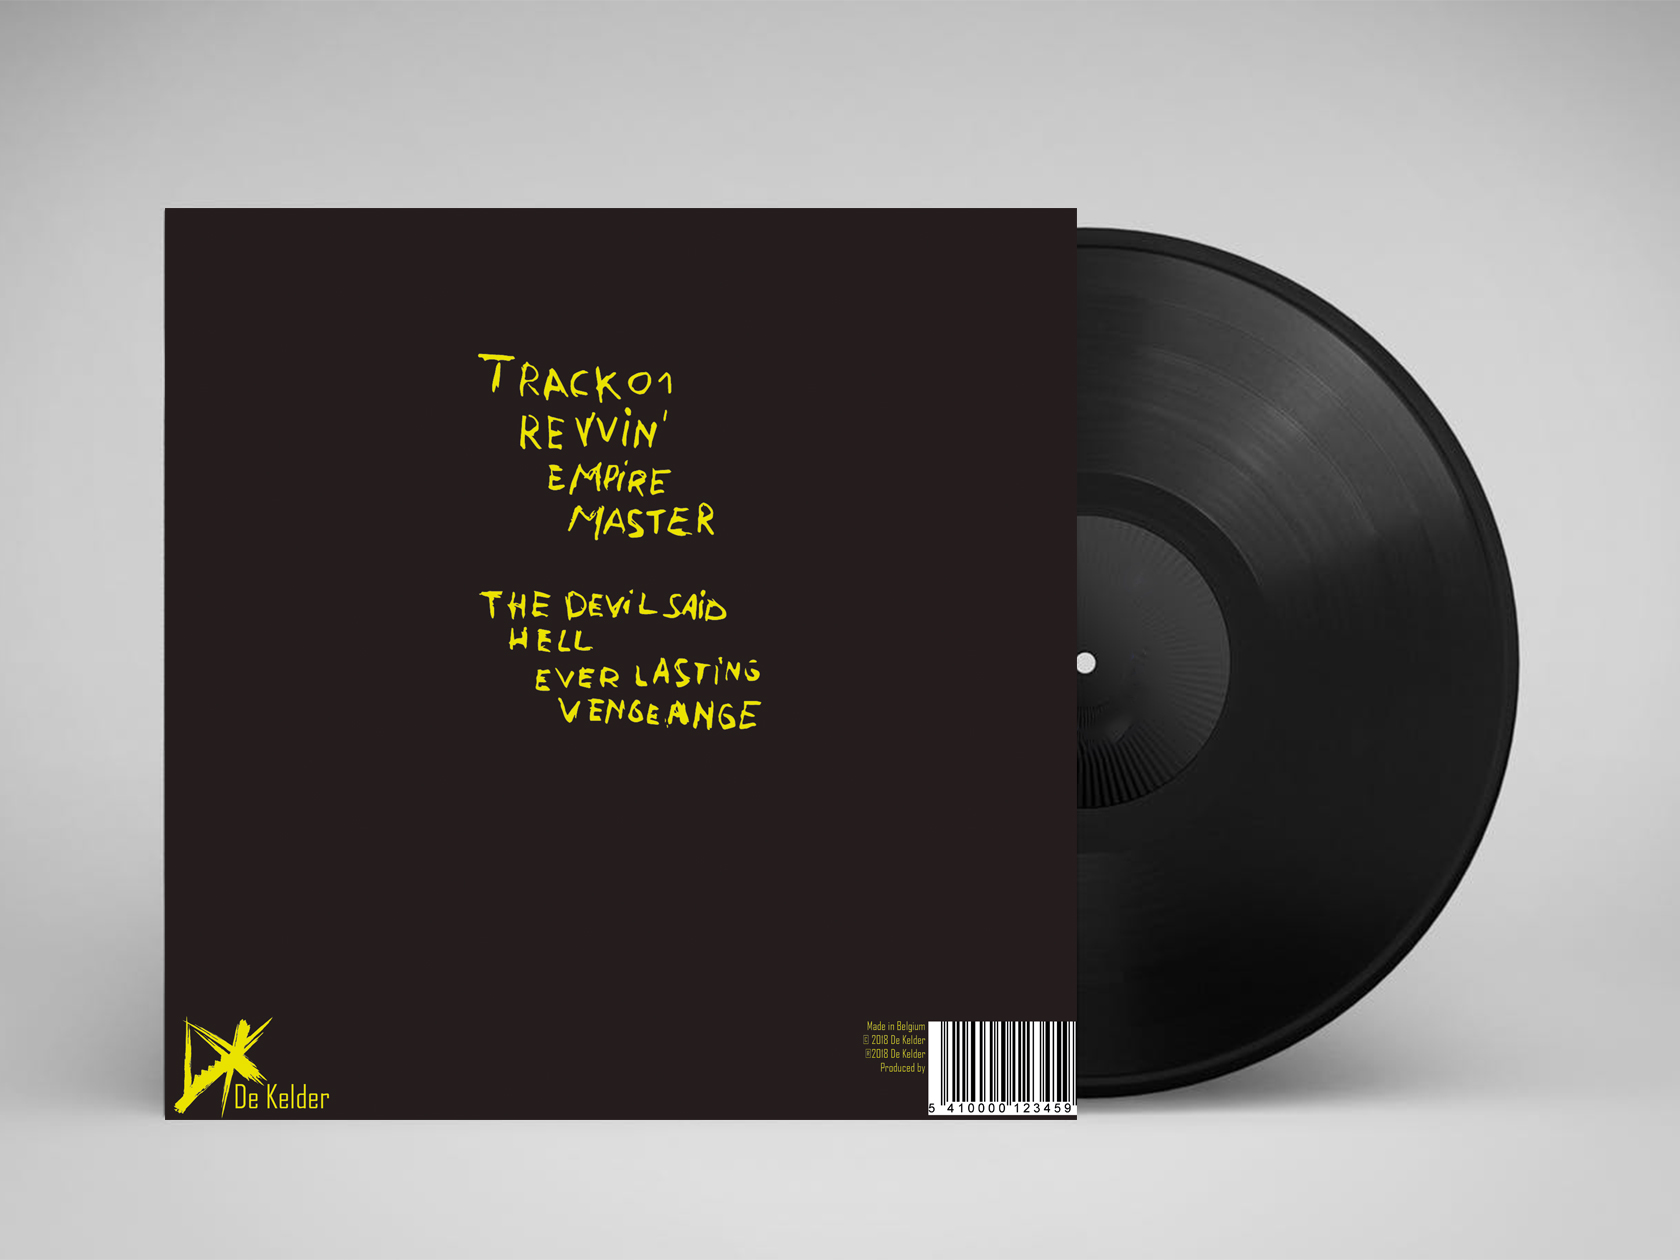 TRACK01
REVVIN'
EMPIRE
MASTER
THE DEVIL SAID
HELL
EVER LASTING
VENGEANGE
De Kelder
Made in Belgium
© 2018 De Kelder
℗2018 De Kelder
Produced by
5 410000 123459